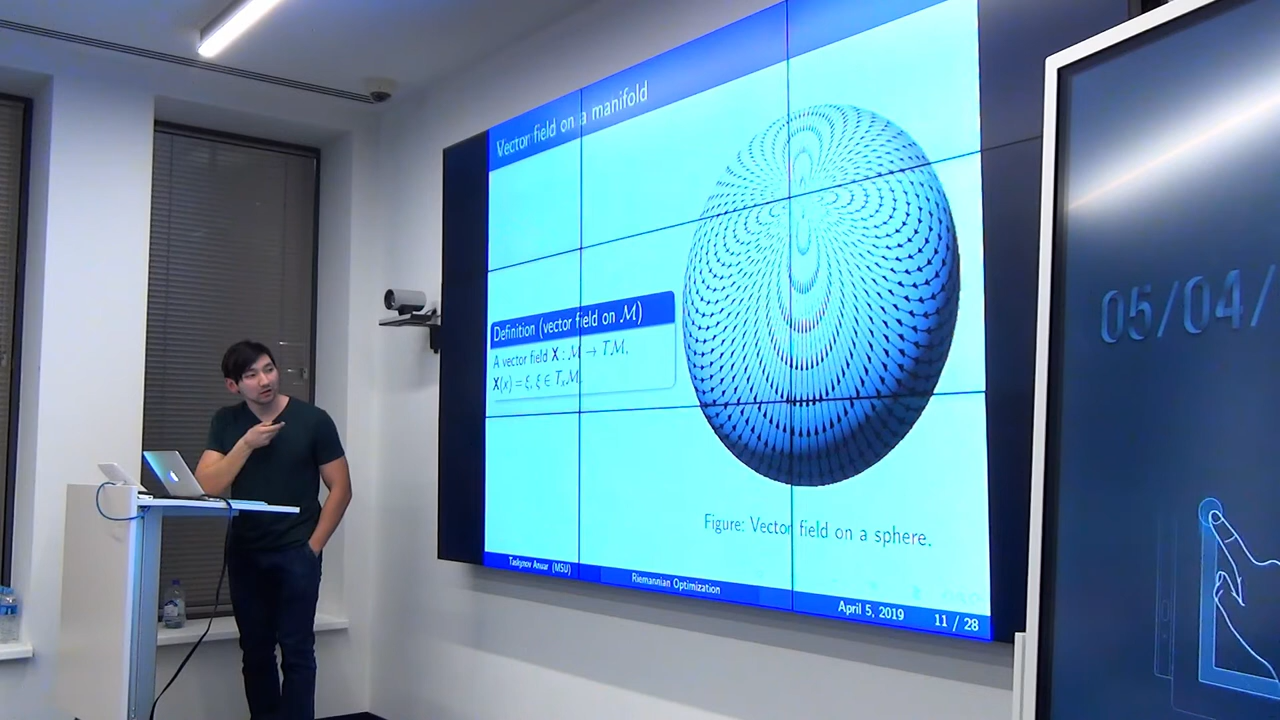 Vector field on a manifold
Definition (vector field on M)
A vector field X : M → TM,
X(x) = ξ, ξ ∈ TₓM.
Figure: Vector field on a sphere.
Taskynov Anuar (MSU)
Riemannian Optimization
April 5, 2019
11 / 28
05/04/